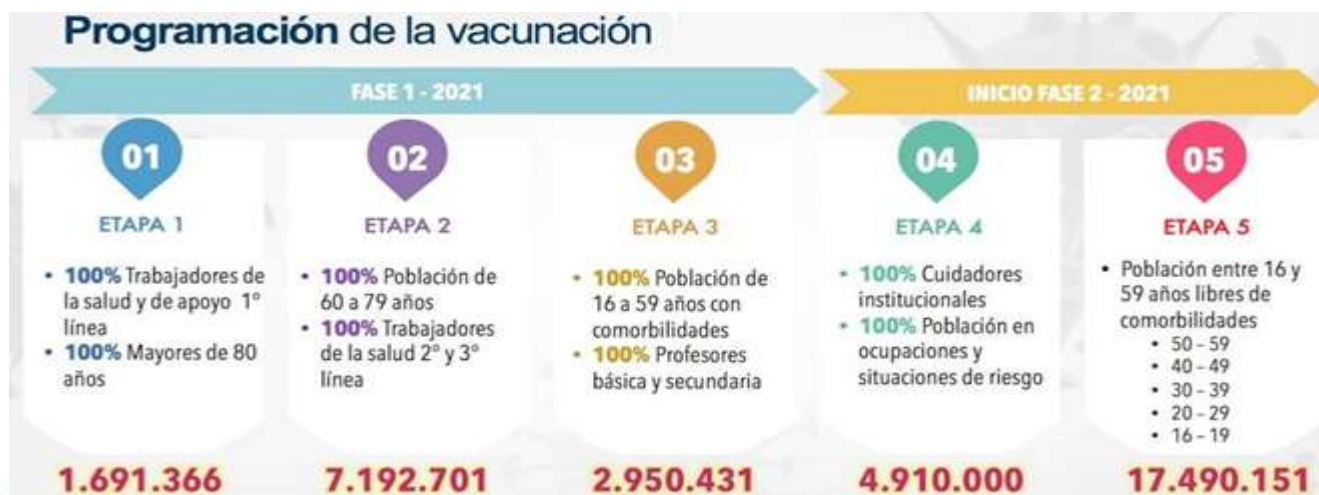 Programación de la vacunación
FASE 1 - 2021
INICIO FASE 2 - 2021
01
ETAPA 1
• 100% Trabajadores de
la salud y de apoyo 1°
línea
• 100% Mayores de 80
años
1.691.366
02
ETAPA 2
• 100% Población de
60 a 79 años
• 100% Trabajadores
de la salud 2° y 3°
línea
7.192.701
03
ETAPA 3
• 100% Población de
16 a 59 años con
comorbilidades
• 100% Profesores
básica y secundaria
2.950.431
04
ETAPA 4
• 100% Cuidadores
institucionales
• 100% Población en
ocupaciones y
situaciones de riesgo
4.910.000
05
ETAPA 5
• Población entre 16 y
59 años libres de
comorbilidades
• 50 – 59
• 40 – 49
• 30 – 39
• 20 – 29
• 16 – 19
17.490.151